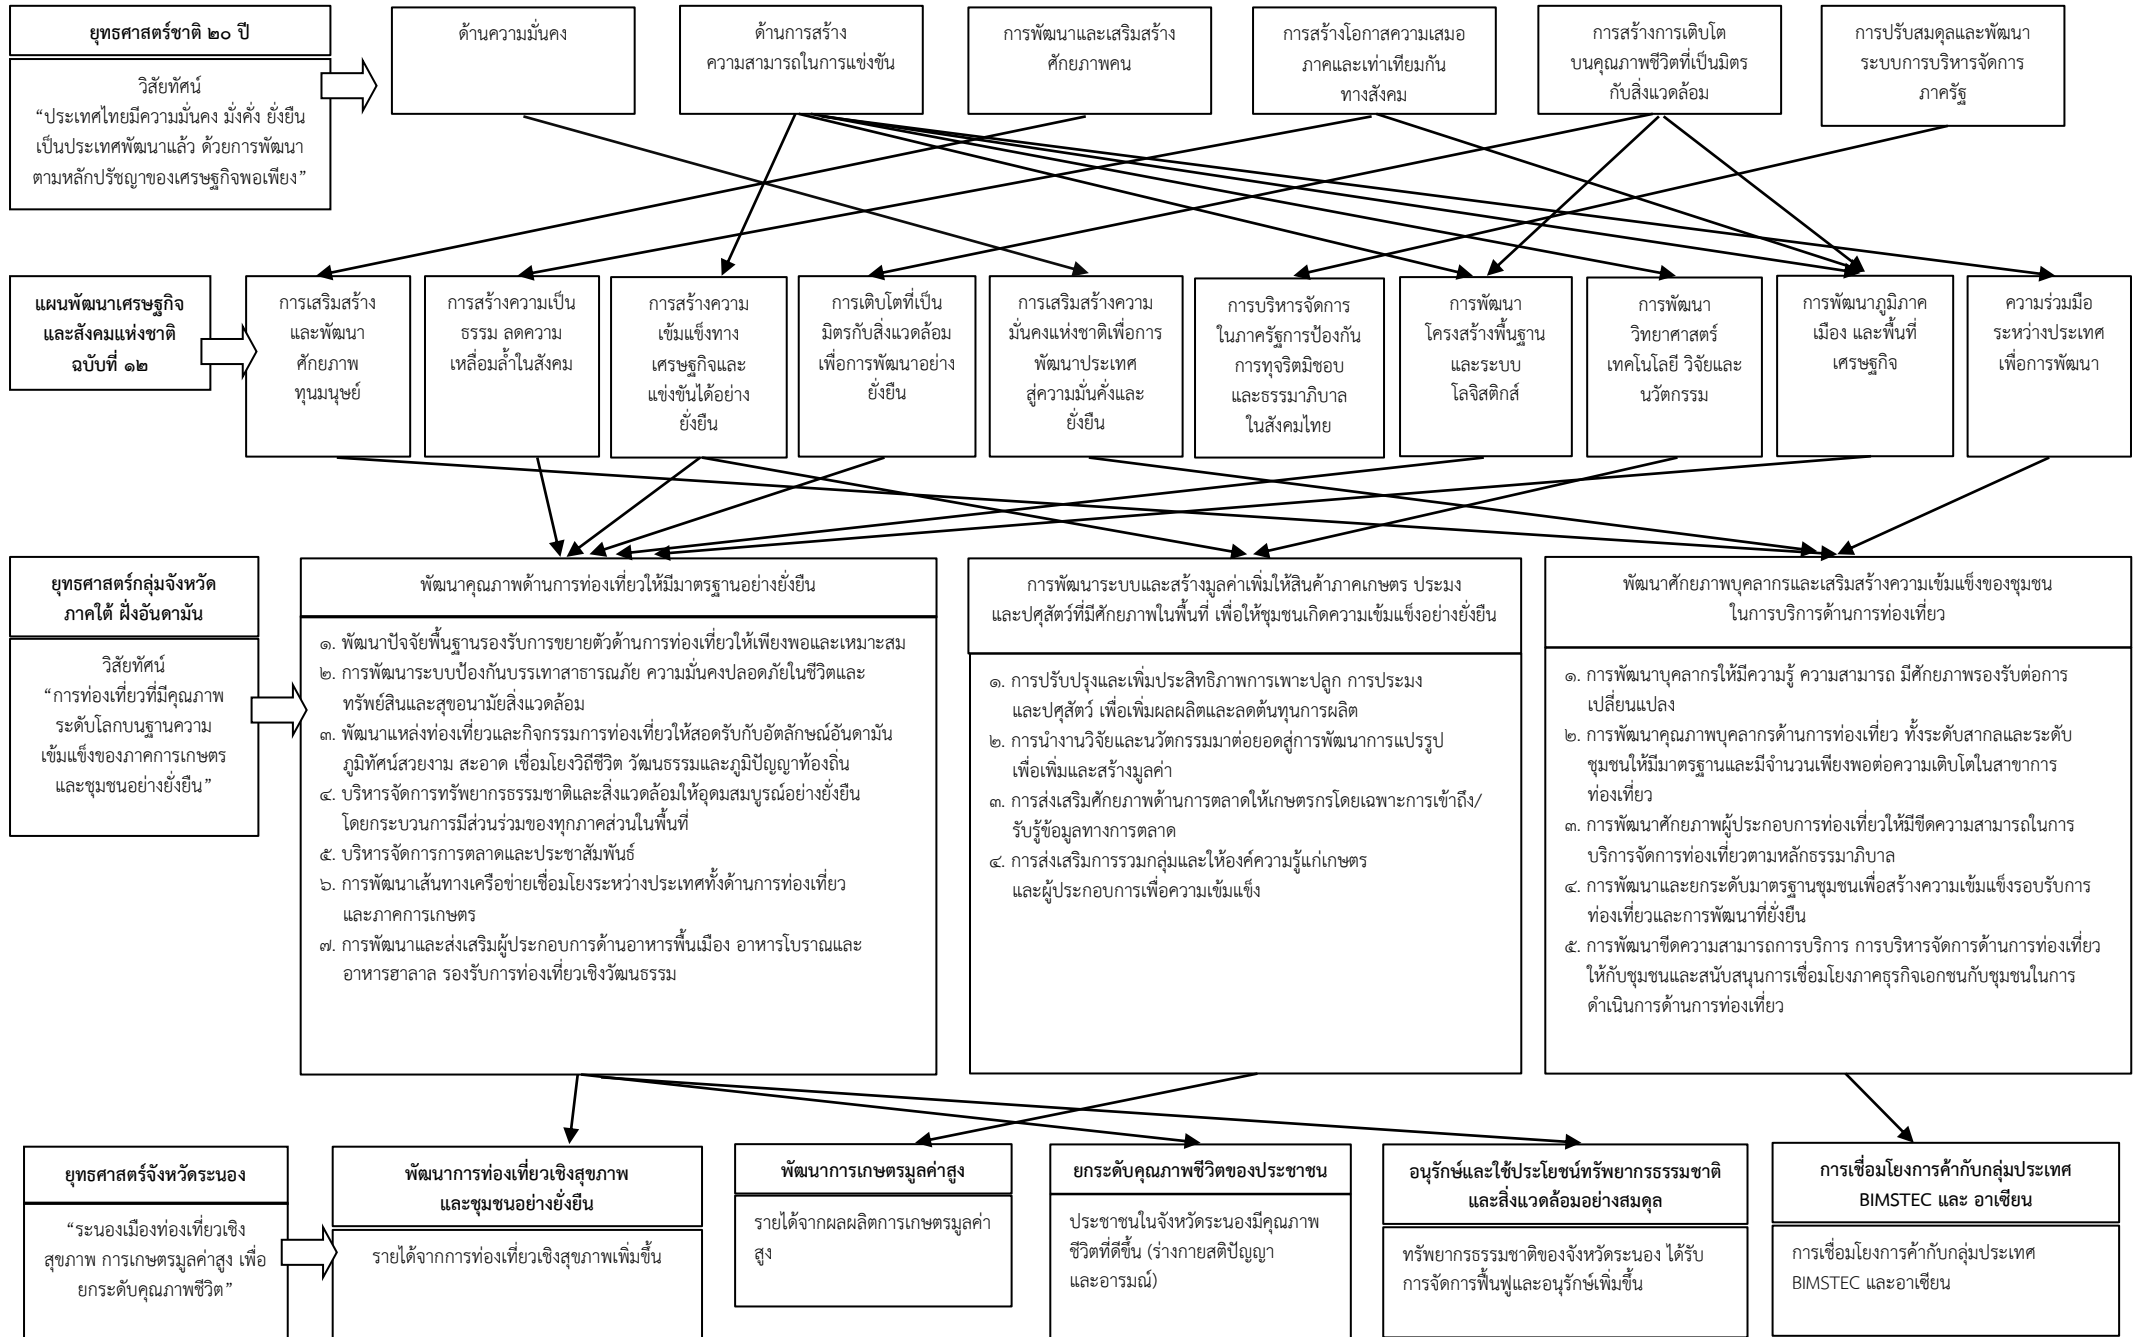 ยุทธศาสตร์ชาติ ๒๐ ปี
วิสัยทัศน์
“ประเทศไทยมีความมั่นคง มั่งคั่ง ยั่งยืน
เป็นประเทศพัฒนาแล้ว ด้วยการพัฒนา
ตามหลักปรัชญาของเศรษฐกิจพอเพียง”
ด้านความมั่นคง
ด้านการสร้าง
ความสามารถในการแข่งขัน
การพัฒนาและเสริมสร้าง
ศักยภาพคน
การสร้างโอกาสความเสมอ
ภาคและเท่าเทียมกัน
ทางสังคม
การสร้างการเติบโต
บนคุณภาพชีวิตที่เป็นมิตร
กับสิ่งแวดล้อม
การปรับสมดุลและพัฒนา
ระบบการบริหารจัดการ
ภาครัฐ
แผนพัฒนาเศรษฐกิจ
และสังคมแห่งชาติ
ฉบับที่ ๑๒
การเสริมสร้าง
และพัฒนา
ศักยภาพ
ทุนมนุษย์
การสร้างความเป็น
ธรรม ลดความ
เหลื่อมล้ำในสังคม
การสร้างความ
เข้มแข็งทาง
เศรษฐกิจและ
แข่งขันได้อย่าง
ยั่งยืน
การเติบโตที่เป็น
มิตรกับสิ่งแวดล้อม
เพื่อการพัฒนาอย่าง
ยั่งยืน
การเสริมสร้างความ
มั่นคงแห่งชาติเพื่อการ
พัฒนาประเทศ
สู่ความมั่นคั่งและ
ยั่งยืน
การบริหารจัดการ
ในภาครัฐการป้องกัน
การทุจริตมิชอบ
และธรรมาภิบาล
ในสังคมไทย
การพัฒนา
โครงสร้างพื้นฐาน
และระบบ
โลจิสติกส์
การพัฒนา
วิทยาศาสตร์
เทคโนโลยี วิจัยและ
นวัตกรรม
การพัฒนาภูมิภาค
เมือง และพื้นที่
เศรษฐกิจ
ความร่วมมือ
ระหว่างประเทศ
เพื่อการพัฒนา
ยุทธศาสตร์กลุ่มจังหวัด
ภาคใต้ ฝั่งอันดามัน
วิสัยทัศน์
“การท่องเที่ยวที่มีคุณภาพ
ระดับโลกบนฐานความ
เข้มแข็งของภาคการเกษตร
และชุมชนอย่างยั่งยืน”
พัฒนาคุณภาพด้านการท่องเที่ยวให้มีมาตรฐานอย่างยั่งยืน
๑. พัฒนาปัจจัยพื้นฐานรองรับการขยายตัวด้านการท่องเที่ยวให้เพียงพอและเหมาะสม
๒. การพัฒนาระบบป้องกันบรรเทาสาธารณภัย ความมั่นคงปลอดภัยในชีวิตและ
ทรัพย์สินและสุขอนามัยสิ่งแวดล้อม
๓. พัฒนาแหล่งท่องเที่ยวและกิจกรรมการท่องเที่ยวให้สอดรับกับอัตลักษณ์อันดามัน
ภูมิทัศน์สวยงาม สะอาด เชื่อมโยงวิถีชีวิต วัฒนธรรมและภูมิปัญญาท้องถิ่น
๔. บริหารจัดการทรัพยากรธรรมชาติและสิ่งแวดล้อมให้อุดมสมบูรณ์อย่างยั่งยืน
โดยกระบวนการมีส่วนร่วมของทุกภาคส่วนในพื้นที่
๕. บริหารจัดการการตลาดและประชาสัมพันธ์
๖. การพัฒนาเส้นทางเครือข่ายเชื่อมโยงระหว่างประเทศทั้งด้านการท่องเที่ยว
และภาคการเกษตร
๗. การพัฒนาและส่งเสริมผู้ประกอบการด้านอาหารพื้นเมือง อาหารโบราณและ
อาหารฮาลาล รองรับการท่องเที่ยวเชิงวัฒนธรรม
การพัฒนาระบบและสร้างมูลค่าเพิ่มให้สินค้าภาคเกษตร ประมง
และปศุสัตว์ที่มีศักยภาพในพื้นที่ เพื่อให้ชุมชนเกิดความเข้มแข็งอย่างยั่งยืน
๑. การปรับปรุงและเพิ่มประสิทธิภาพการเพาะปลูก การประมง
และปศุสัตว์ เพื่อเพิ่มผลผลิตและลดต้นทุนการผลิต
๒. การนำงานวิจัยและนวัตกรรมมาต่อยอดสู่การพัฒนาการแปรรูป
เพื่อเพิ่มและสร้างมูลค่า
๓. การส่งเสริมศักยภาพด้านการตลาดให้เกษตรกรโดยเฉพาะการเข้าถึง/
รับรู้ข้อมูลทางการตลาด
๔. การส่งเสริมการรวมกลุ่มและให้องค์ความรู้แก่เกษตร
และผู้ประกอบการเพื่อความเข้มแข็ง
พัฒนาศักยภาพบุคลากรและเสริมสร้างความเข้มแข็งของชุมชน
ในการบริการด้านการท่องเที่ยว
๑. การพัฒนาบุคลากรให้มีความรู้ ความสามารถ มีศักยภาพรองรับต่อการ
เปลี่ยนแปลง
๒. การพัฒนาคุณภาพบุคลากรด้านการท่องเที่ยว ทั้งระดับสากลและระดับ
ชุมชนให้มีมาตรฐานและมีจำนวนเพียงพอต่อความเติบโตในสาขาการ
ท่องเที่ยว
๓. การพัฒนาศักยภาพผู้ประกอบการท่องเที่ยวให้มีขีดความสามารถในการ
บริการจัดการท่องเที่ยวตามหลักธรรมาภิบาล
๔. การพัฒนาและยกระดับมาตรฐานชุมชนเพื่อสร้างความเข้มแข็งรอบรับการ
ท่องเที่ยวและการพัฒนาที่ยั่งยืน
๕. การพัฒนาขีดความสามารถการบริการ การบริหารจัดการด้านการท่องเที่ยว
ให้กับชุมชนและสนับสนุนการเชื่อมโยงภาคธุรกิจเอกชนกับชุมชนในการ
ดำเนินการด้านการท่องเที่ยว
ยุทธศาสตร์จังหวัดระนอง
“ระนองเมืองท่องเที่ยวเชิง
สุขภาพ การเกษตรมูลค่าสูง เพื่อ
ยกระดับคุณภาพชีวิต”
พัฒนาการท่องเที่ยวเชิงสุขภาพ
และชุมชนอย่างยั่งยืน
รายได้จากการท่องเที่ยวเชิงสุขภาพเพิ่มขึ้น
พัฒนาการเกษตรมูลค่าสูง
รายได้จากผลผลิตการเกษตรมูลค่า
สูง
ยกระดับคุณภาพชีวิตของประชาชน
ประชาชนในจังหวัดระนองมีคุณภาพ
ชีวิตที่ดีขึ้น (ร่างกายสติปัญญา
และอารมณ์)
อนุรักษ์และใช้ประโยชน์ทรัพยากรธรรมชาติ
และสิ่งแวดล้อมอย่างสมดุล
ทรัพยากรธรรมชาติของจังหวัดระนอง ได้รับ
การจัดการฟื้นฟูและอนุรักษ์เพิ่มขึ้น
การเชื่อมโยงการค้ากับกลุ่มประเทศ
BIMSTEC และ อาเซียน
การเชื่อมโยงการค้ากับกลุ่มประเทศ
BIMSTEC และอาเซียน